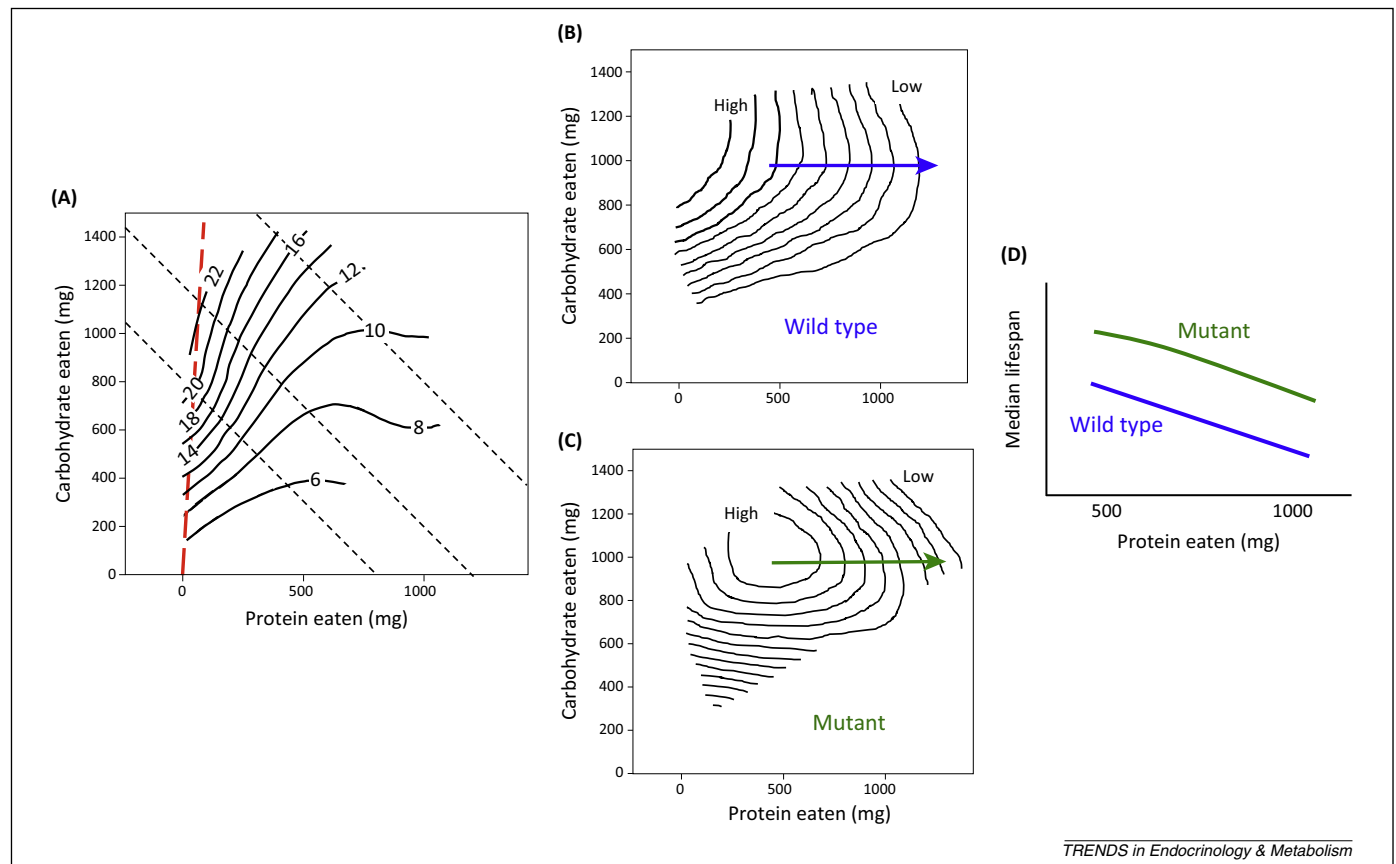 (A)
Carbohydrate eaten (mg)
1400
1200
1000
800
600
400
200
0
22
20
18
16
14
12
10
8
6
0
500
1000
Protein eaten (mg)
(B)
Carbohydrate eaten (mg)
1400
1200
1000
800
600
400
200
0
High
Low
Wild type
0
500
1000
(C)
Carbohydrate eaten (mg)
1400
1200
1000
800
600
400
200
0
High
Low
Mutant
0
500
1000
Protein eaten (mg)
(D)
Median lifespan
Mutant
Wild type
500
1000
Protein eaten (mg)
TRENDS in Endocrinology & Metabolism